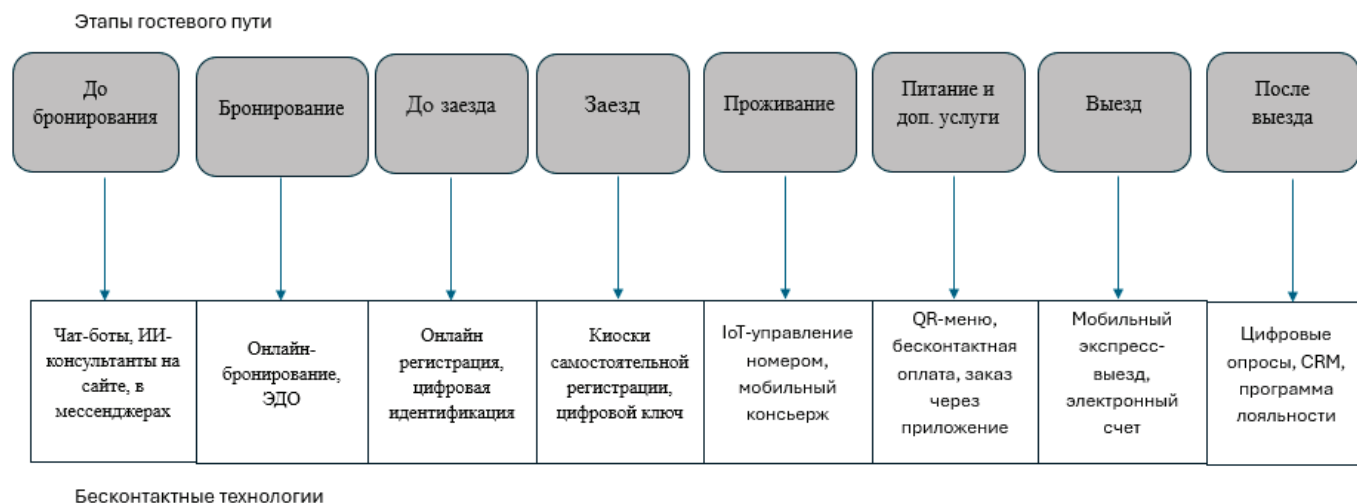 Этапы гостевого пути
До
бронирования
Бронирование
До заезда
Заезд
Проживание
Питание и
доп. услуги
Выезд
После
выезда
Чат-боты, ИИ-
консультанты на
сайте, в
мессенджерах
Онлайн-
бронирование,
ЭДО
Онлайн
регистрация,
цифровая
идентификация
Киоски
самостоятельной
регистрации,
цифровой ключ
IoT-управление
номером,
мобильный
консьерж
QR-меню,
бесконтактная
оплата, заказ
через
приложение
Мобильный
экспресс-
выезд,
электронный
счет
Цифровые
опросы, CRM,
программа
лояльности
Бесконтактные технологии